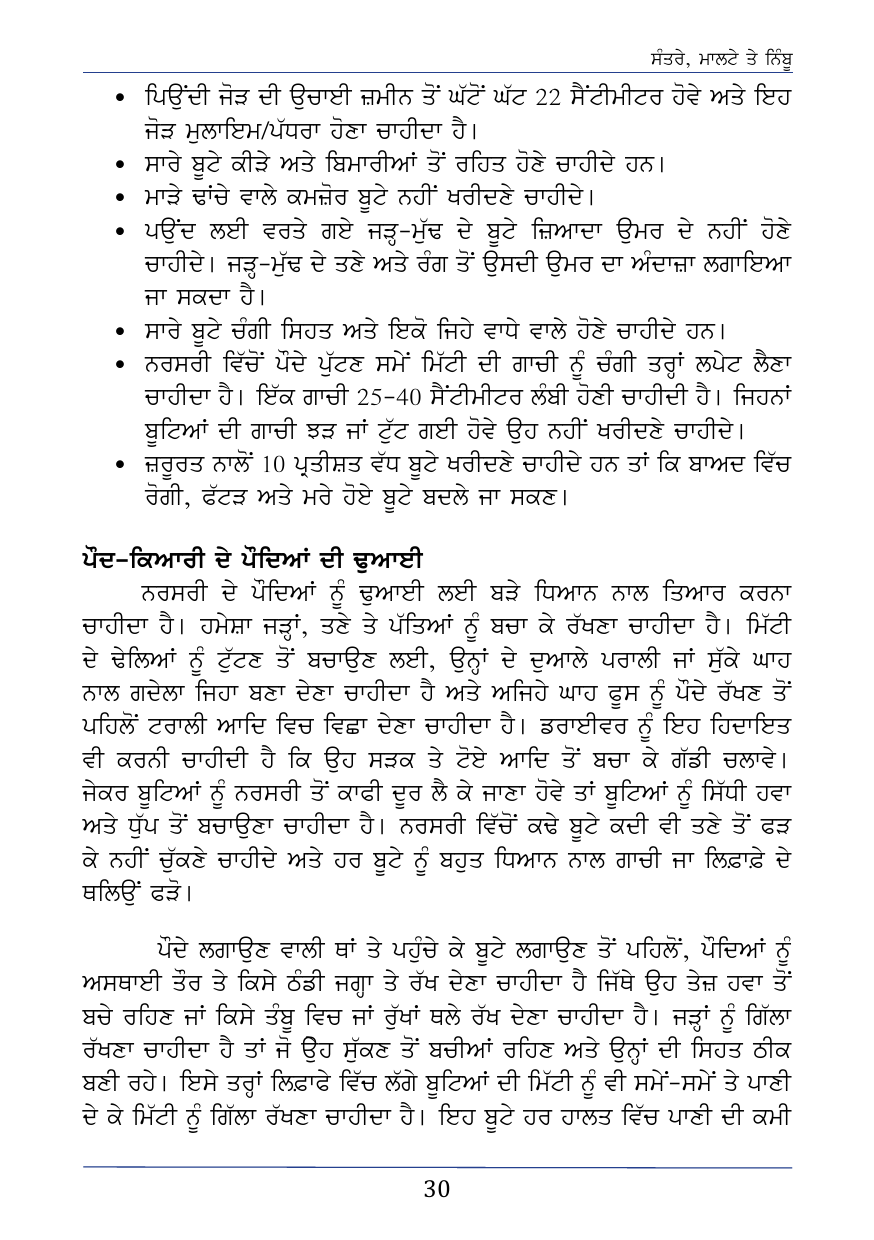 ਸੰਤਰੇ, ਮਾਲਟੇ ਤੇ ਨਿੰਬੂ
• ਪਿਉਂਦੀ ਜੋੜ ਦੀ ਉਚਾਈ ਜ਼ਮੀਨ ਤੋਂ ਘੱਟੋਂ ਘੱਟ 22 ਸੈਂਟੀਮੀਟਰ ਹੋਵੇ ਅਤੇ ਇਹ
ਜੋੜ ਮੁਲਾਇਮ/ਪੱਧਰਾ ਹੋਣਾ ਚਾਹੀਦਾ ਹੈ।
• ਸਾਰੇ ਬੂਟੇ ਕੀੜੇ ਅਤੇ ਬਿਮਾਰੀਆਂ ਤੋਂ ਰਹਿਤ ਹੋਣੇ ਚਾਹੀਦੇ ਹਨ।
• ਮਾੜੇ ਢਾਂਚੇ ਵਾਲੇ ਕਮਜ਼ੋਰ ਬੂਟੇ ਨਹੀਂ ਖਰੀਦਣੇ ਚਾਹੀਦੇ।
• ਪਉਂਦ ਲਈ ਵਰਤੇ ਗਏ ਜੜ੍ਹ-ਮੁੱਢ ਦੇ ਬੂਟੇ ਜ਼ਿਆਦਾ ਉਮਰ ਦੇ ਨਹੀਂ ਹੋਣੇ
ਚਾਹੀਦੇ। ਜੜ੍ਹ-ਮੁੱਢ ਦੇ ਤਣੇ ਅਤੇ ਰੰਗ ਤੋਂ ਉਸਦੀ ਉਮਰ ਦਾ ਅੰਦਾਜ਼ਾ ਲਗਾਇਆ
ਜਾ ਸਕਦਾ ਹੈ।
• ਸਾਰੇ ਬੂਟੇ ਚੰਗੀ ਸਿਹਤ ਅਤੇ ਇਕੋ ਜਿਹੇ ਵਾਧੇ ਵਾਲੇ ਹੋਣੇ ਚਾਹੀਦੇ ਹਨ।
• ਨਰਸਰੀ ਵਿੱਚੋਂ ਪੌਦੇ ਪੁੱਟਣ ਸਮੇਂ ਮਿੱਟੀ ਦੀ ਗਾਚੀ ਨੂੰ ਚੰਗੀ ਤਰ੍ਹਾਂ ਲਪੇਟ ਲੈਣਾ
ਚਾਹੀਦਾ ਹੈ। ਇੱਕ ਗਾਚੀ 25-40 ਸੈਂਟੀਮੀਟਰ ਲੰਬੀ ਹੋਣੀ ਚਾਹੀਦੀ ਹੈ। ਜਿਹਨਾਂ
ਬੂਟਿਆਂ ਦੀ ਗਾਚੀ ਝੜ ਜਾਂ ਟੁੱਟ ਗਈ ਹੋਵੇ ਉਹ ਨਹੀਂ ਖਰੀਦਣੇ ਚਾਹੀਦੇ।
• ਜ਼ਰੂਰਤ ਨਾਲੋਂ 10 ਪ੍ਰਤੀਸ਼ਤ ਵੱਧ ਬੂਟੇ ਖਰੀਦਣੇ ਚਾਹੀਦੇ ਹਨ ਤਾਂ ਕਿ ਬਾਅਦ ਵਿੱਚ
ਰੋਗੀ, ਫੱਟੜ ਅਤੇ ਮਰੇ ਹੋਏ ਬੂਟੇ ਬਦਲੇ ਜਾ ਸਕਣ।
ਪੌਦ-ਕਿਆਰੀ ਦੇ ਪੌਦਿਆਂ ਦੀ ਢੁਆਈ
ਨਰਸਰੀ ਦੇ ਪੌਦਿਆਂ ਨੂੰ ਢੁਆਈ ਲਈ ਬੜੇ ਧਿਆਨ ਨਾਲ ਤਿਆਰ ਕਰਨਾ
ਚਾਹੀਦਾ ਹੈ। ਹਮੇਸ਼ਾ ਜੜ੍ਹਾਂ, ਤਣੇ ਤੇ ਪੱਤਿਆਂ ਨੂੰ ਬਚਾ ਕੇ ਰੱਖਣਾ ਚਾਹੀਦਾ ਹੈ। ਮਿੱਟੀ
ਦੇ ਢੇਲਿਆਂ ਨੂੰ ਟੁੱਟਣ ਤੋਂ ਬਚਾਉਣ ਲਈ, ਉਨ੍ਹਾਂ ਦੇ ਦੁਆਲੇ ਪਰਾਲੀ ਜਾਂ ਸੁੱਕੇ ਘਾਹ
ਨਾਲ ਗਦੇਲਾ ਜਿਹਾ ਬਣਾ ਦੇਣਾ ਚਾਹੀਦਾ ਹੈ ਅਤੇ ਅਜਿਹੇ ਘਾਹ ਫੂਸ ਨੂੰ ਪੌਦੇ ਰੱਖਣ ਤੋਂ
ਪਹਿਲੋਂ ਟਰਾਲੀ ਆਦਿ ਵਿਚ ਵਿਛਾ ਦੇਣਾ ਚਾਹੀਦਾ ਹੈ। ਡਰਾਈਵਰ ਨੂੰ ਇਹ ਹਿਦਾਇਤ
ਵੀ ਕਰਨੀ ਚਾਹੀਦੀ ਹੈ ਕਿ ਉਹ ਸੜਕ ਤੇ ਟੋਏ ਆਦਿ ਤੋਂ ਬਚਾ ਕੇ ਗੱਡੀ ਚਲਾਵੇ।
ਜੇਕਰ ਬੂਟਿਆਂ ਨੂੰ ਨਰਸਰੀ ਤੋਂ ਕਾਫੀ ਦੂਰ ਲੈ ਕੇ ਜਾਣਾ ਹੋਵੇ ਤਾਂ ਬੂਟਿਆਂ ਨੂੰ ਸਿੱਧੀ ਹਵਾ
ਅਤੇ ਧੁੱਪ ਤੋਂ ਬਚਾਉਣਾ ਚਾਹੀਦਾ ਹੈ। ਨਰਸਰੀ ਵਿੱਚੋਂ ਕਢੇ ਬੂਟੇ ਕਦੀ ਵੀ ਤਣੇ ਤੋਂ ਫੜ
ਕੇ ਨਹੀਂ ਚੁੱਕਣੇ ਚਾਹੀਦੇ ਅਤੇ ਹਰ ਬੂਟੇ ਨੂੰ ਬਹੁਤ ਧਿਆਨ ਨਾਲ ਗਾਚੀ ਜਾ ਲਿਫ਼ਾਫ਼ੇ ਦੇ
ਥਲਿਉਂ ਫੜੋ।
ਪੌਦੇ ਲਗਾਉਣ ਵਾਲੀ ਥਾਂ ਤੇ ਪਹੁੰਚੇ ਕੇ ਬੂਟੇ ਲਗਾਉਣ ਤੋਂ ਪਹਿਲੋਂ, ਪੌਦਿਆਂ ਨੂੰ
ਅਸਥਾਈ ਤੌਰ ਤੇ ਕਿਸੇ ਠੰਡੀ ਜਗ੍ਹਾ ਤੇ ਰੱਖ ਦੇਣਾ ਚਾਹੀਦਾ ਹੈ ਜਿੱਥੇ ਉਹ ਤੇਜ਼ ਹਵਾ ਤੋਂ
ਬਚੇ ਰਹਿਣ ਜਾਂ ਕਿਸੇ ਤੰਬੂ ਵਿਚ ਜਾਂ ਰੁੱਖਾਂ ਥਲੇ ਰੱਖ ਦੇਣਾ ਚਾਹੀਦਾ ਹੈ। ਜੜ੍ਹਾਂ ਨੂੰ ਗਿੱਲਾ
ਰੱਖਣਾ ਚਾਹੀਦਾ ਹੈ ਤਾਂ ਜੋ ਉੇਹ ਸੁੱਕਣ ਤੋਂ ਬਚੀਆਂ ਰਹਿਣ ਅਤੇ ਉਨ੍ਹਾਂ ਦੀ ਸਿਹਤ ਠੀਕ
ਬਣੀ ਰਹੇ। ਇਸੇ ਤਰ੍ਹਾਂ ਲਿਫ਼ਾਫੇ ਵਿੱਚ ਲੱਗੇ ਬੂਟਿਆਂ ਦੀ ਮਿੱਟੀ ਨੂੰ ਵੀ ਸਮੇਂ-ਸਮੇਂ ਤੇ ਪਾਣੀ
ਦੇ ਕੇ ਮਿੱਟੀ ਨੂੰ ਗਿੱਲਾ ਰੱਖਣਾ ਚਾਹੀਦਾ ਹੈ। ਇਹ ਬੂਟੇ ਹਰ ਹਾਲਤ ਵਿੱਚ ਪਾਣੀ ਦੀ ਕਮੀ
30